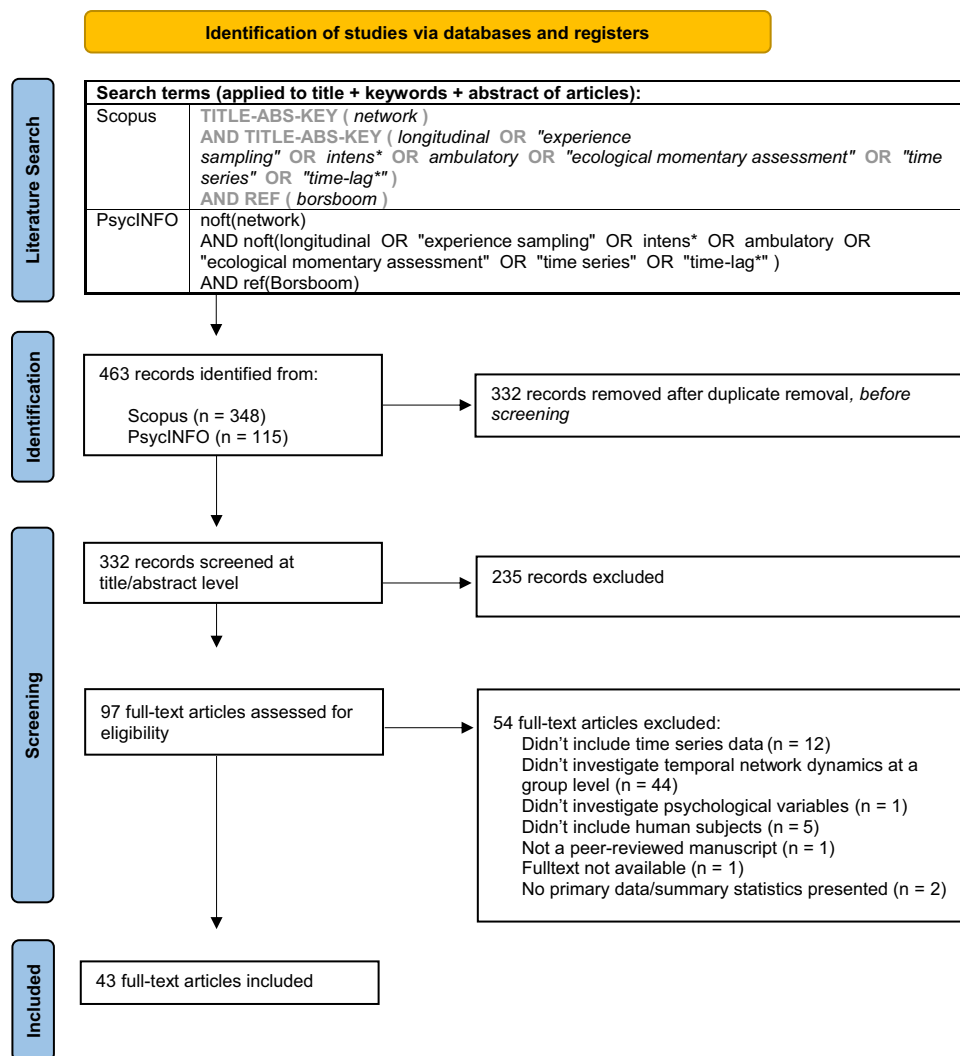 Identification of studies via databases and registers
Literature Search
Search terms (applied to title + keywords + abstract of articles):
Scopus
TITLE-ABS-KEY ( network )
AND TITLE-ABS-KEY ( longitudinal OR "experience
sampling" OR intens* OR ambulatory OR "ecological momentary assessment" OR "time
series" OR "time-lag*" )
AND REF ( borsboom )
PsycINFO
noft(network)
AND noft(longitudinal OR "experience sampling" OR intens* OR ambulatory OR
"ecological momentary assessment" OR "time series" OR "time-lag*" )
AND ref(Borsboom)
Identification
463 records identified from:
Scopus (n = 348)
PsycINFO (n = 115)
332 records removed after duplicate removal, before
screening
Screening
332 records screened at
title/abstract level
235 records excluded
97 full-text articles assessed for
eligibility
54 full-text articles excluded:
Didn't include time series data (n = 12)
Didn't investigate temporal network dynamics at a
group level (n = 44)
Didn't investigate psychological variables (n = 1)
Didn't include human subjects (n = 5)
Not a peer-reviewed manuscript (n = 1)
Fulltext not available (n = 1)
No primary data/summary statistics presented (n = 2)
Included
43 full-text articles included